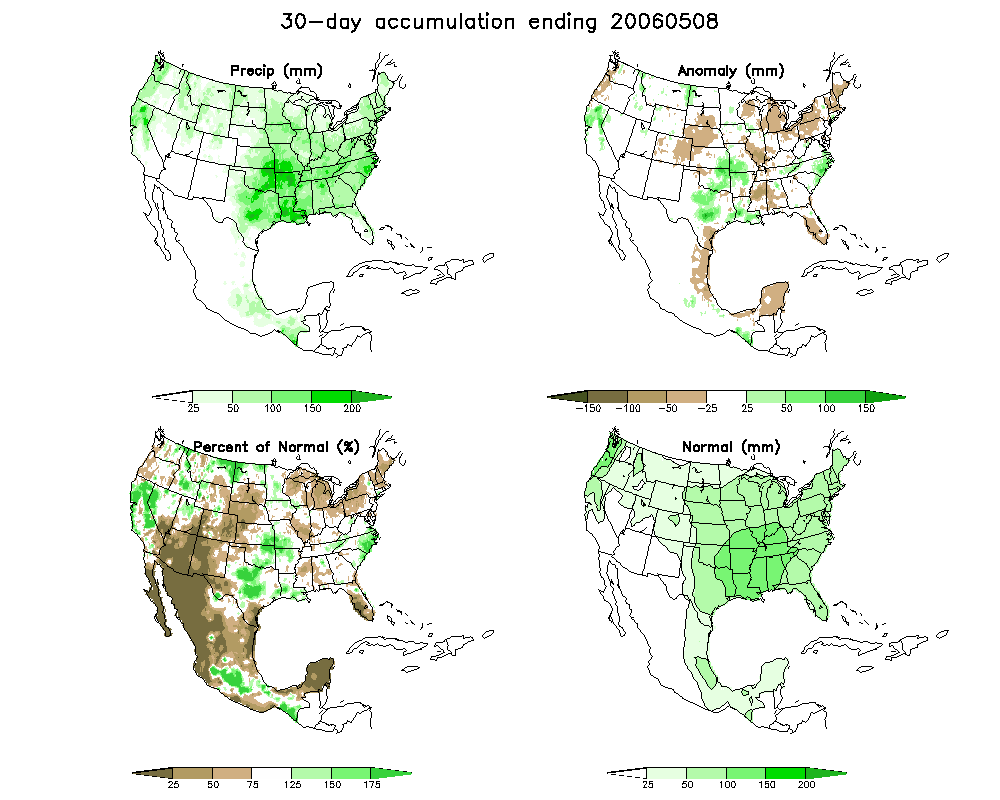 30-day accumulation ending 20060508
Precip (mm)
Anomaly (mm)
25 50 100 150 200
-150 -100 -50 -25 25 50 100 150
Percent of Normal (%)
Normal (mm)
25 50 75 125 150 175
25 50 100 150 200